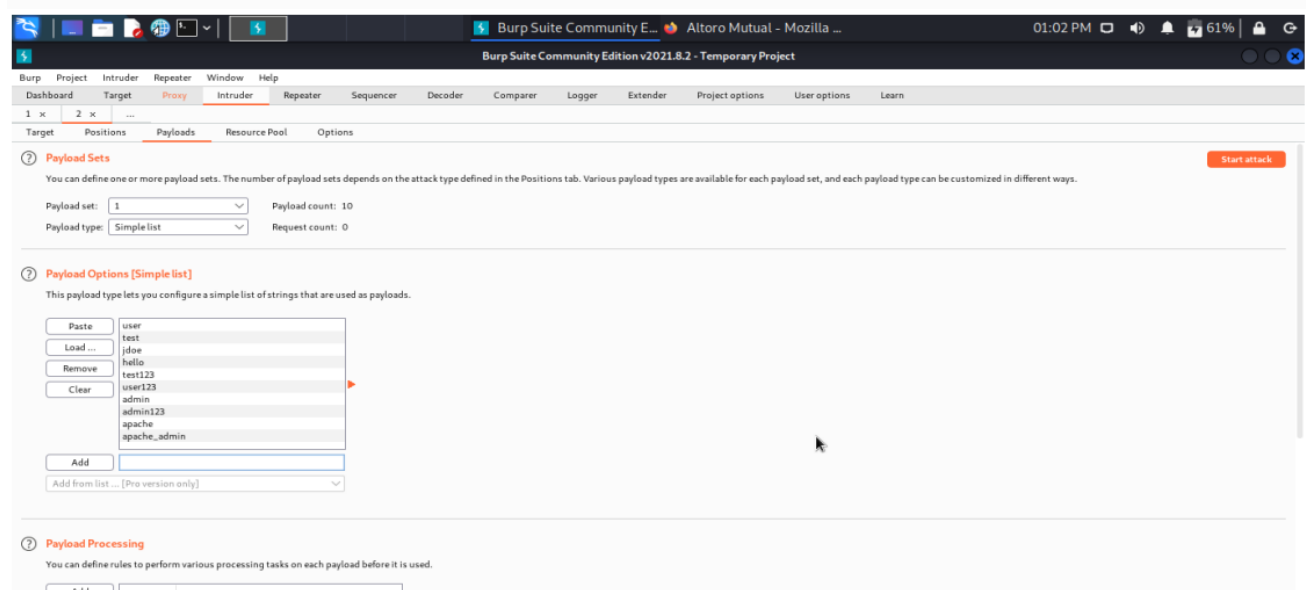 Burp Suite Community E... Altoro Mutual - Mozilla ... 01:02 PM 61%
Burp Suite Community Edition v2021.8.2 - Temporary Project
Burp Project Intruder Repeater Window Help
Dashboard Target Proxy Intruder Repeater Sequencer Decoder Comparer Logger Extender Project options User options Learn
1 × 2 × ...
Target Positions Payloads Resource Pool Options
? Payload Sets Start attack
You can define one or more payload sets. The number of payload sets depends on the attack type defined in the Positions tab. Various payload types are available for each payload set, and each payload type can be customized in different ways.
Payload set: 1 Payload count: 10
Payload type: Simple list Request count: 0
? Payload Options [Simple list]
This payload type lets you configure a simple list of strings that are used as payloads.
Paste
Load ...
Remove
Clear
user
test
jdoe
hello
test123
user123
admin
admin123
apache
apache_admin
Add
Add from list ... [Pro version only]
? Payload Processing
You can define rules to perform various processing tasks on each payload before it is used.